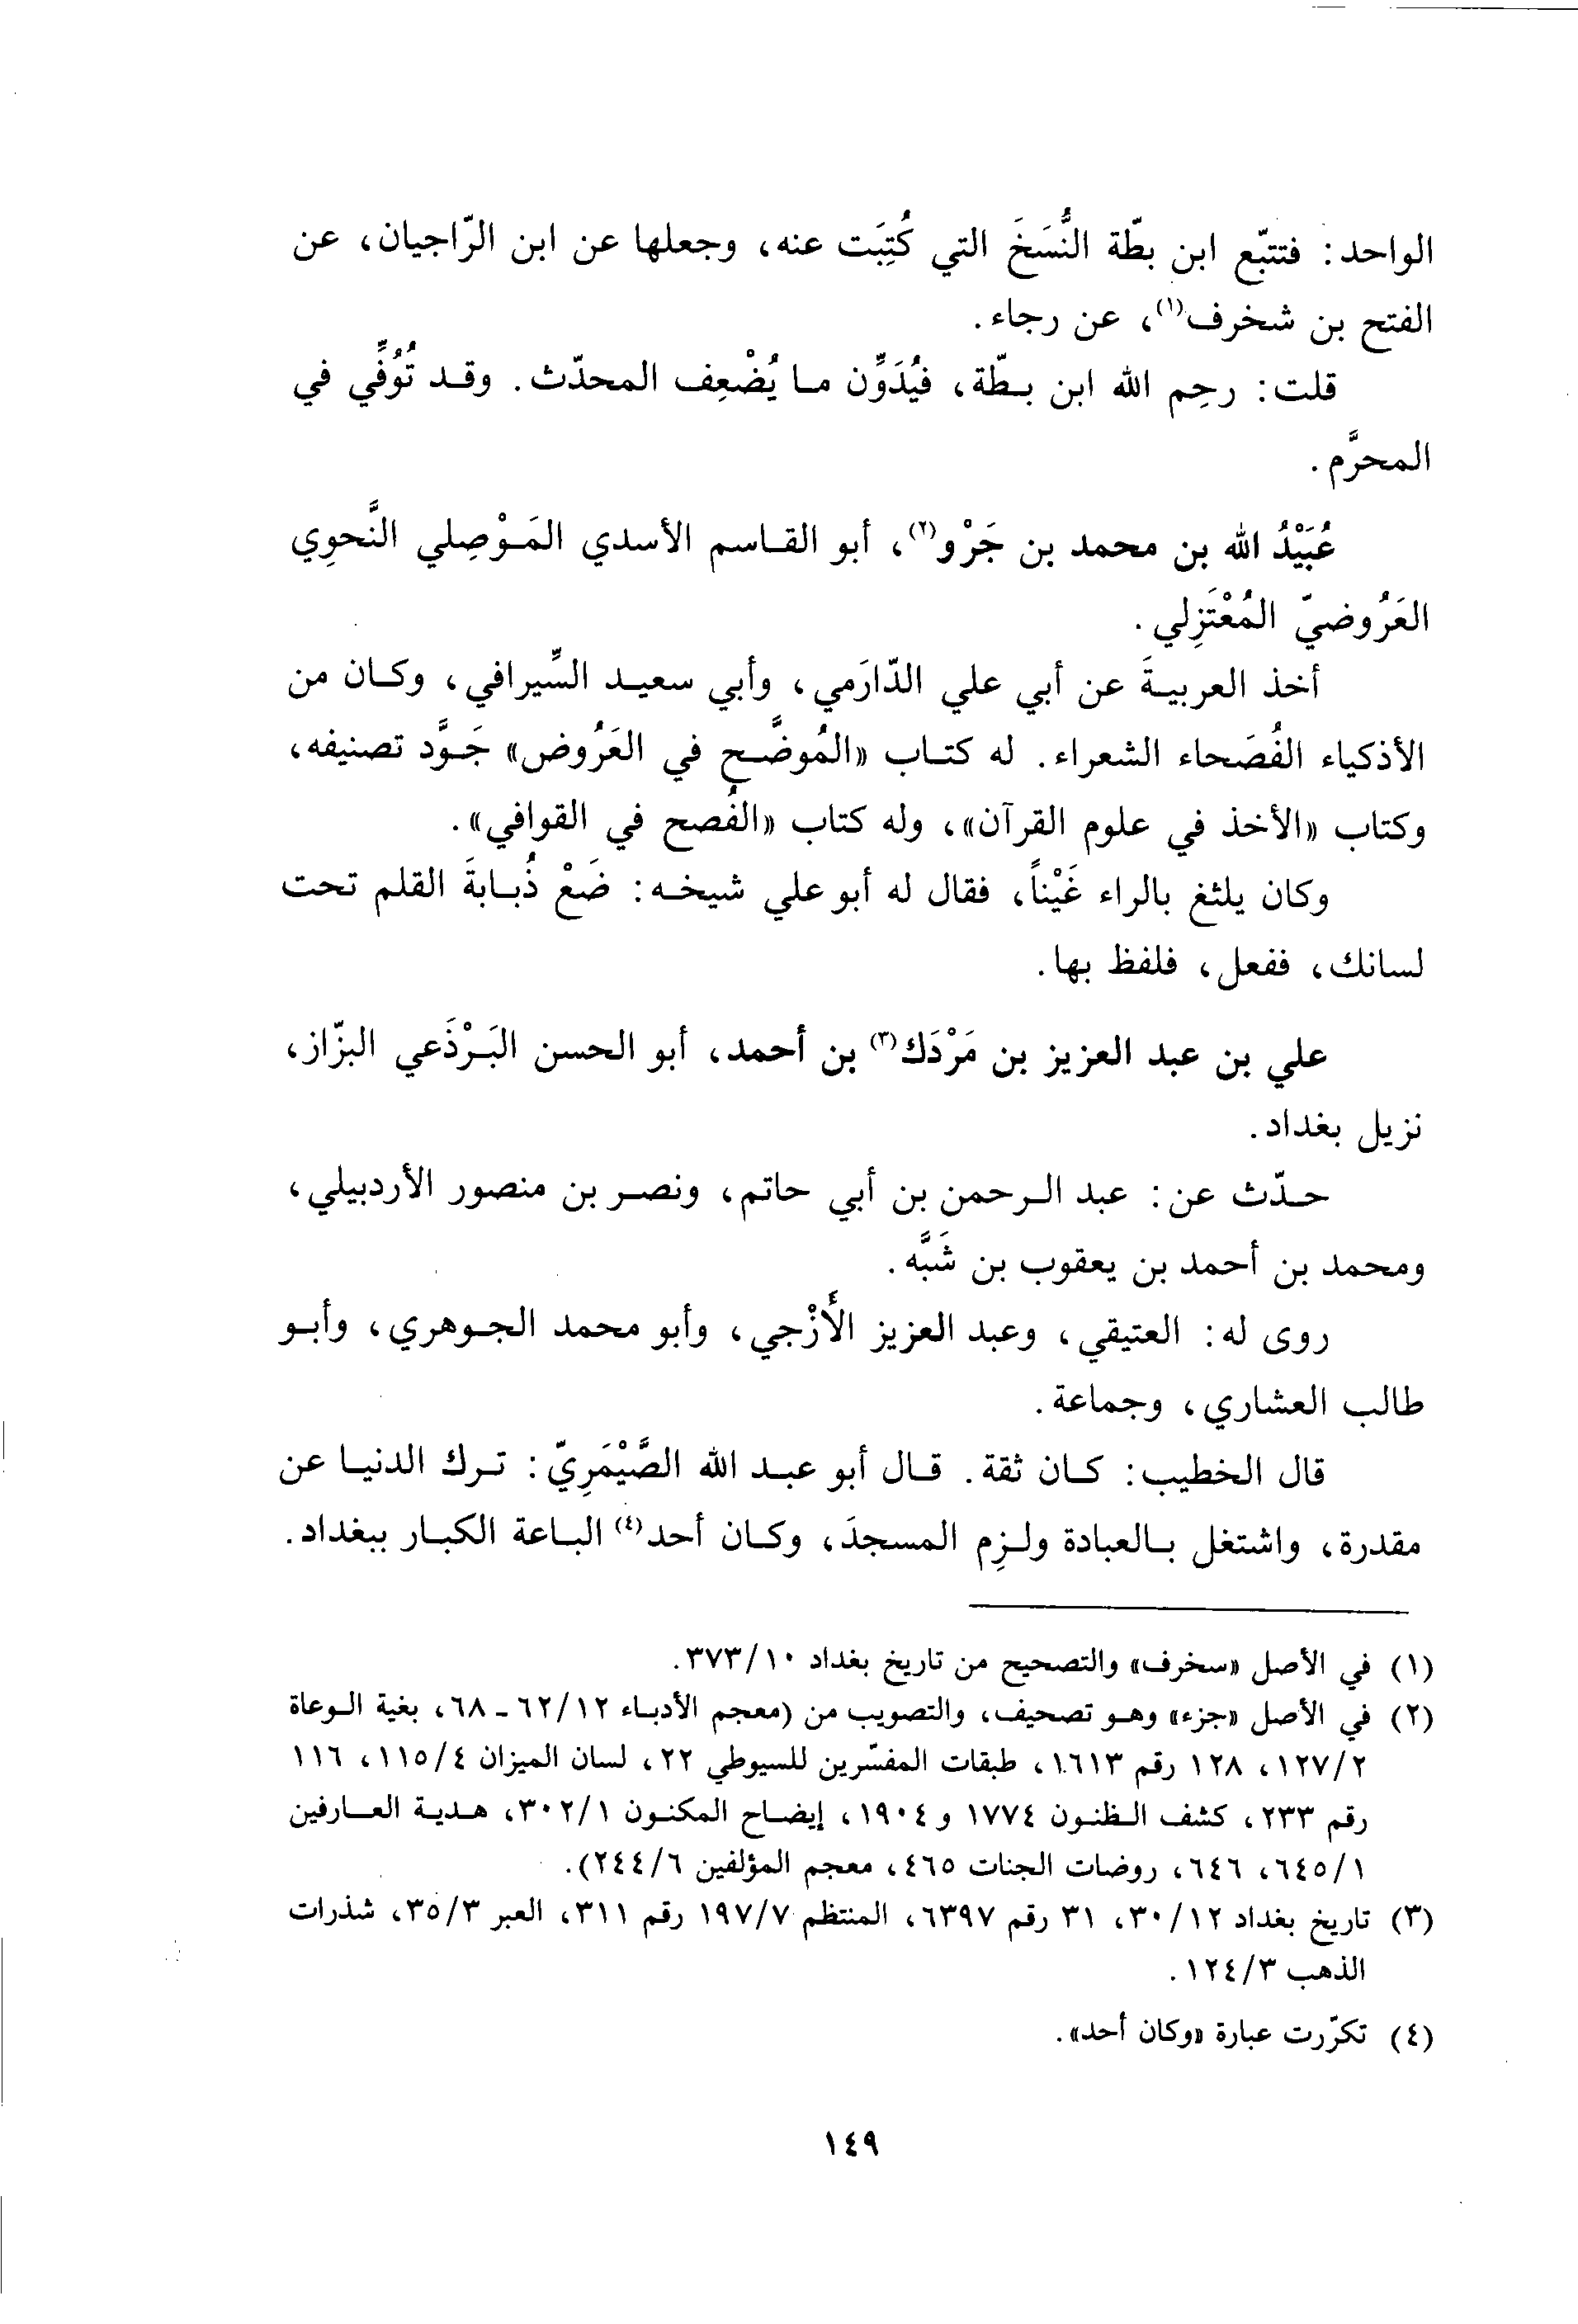 الواحد: فتتبّع ابن بطّة النُّسَخَ التي كُتِبَت عنه، وجعلها عن ابن الرّاجيان، عن
الفتح بن شخرف(١)، عن رجاء.
قلت: رحِم الله ابن بطّة، فيُدَوِّن ما يُضْعِف المحدّث. وقد تُوُفِّي في
المحرَّم.
عُبَيْدُ الله بن محمد بن جَرْو(٢)، أبو القاسم الأسدي المَوْصِلي النَّحوِي
العَرُوضيّ المُعْتَزِلي.
أخذ العربيةَ عن أبي علي الدّارَمي، وأبي سعيد السِّيرافي، وكان من
الأذكياء الفُصَحاء الشعراء. له كتاب «المُوضَّح في العَرُوض» جَوَّد تصنيفه،
وكتاب «الأخذ في علوم القرآن»، وله كتاب «الفُصح في القوافي».
وكان يلثغ بالراء غَيْناً، فقال له أبو علي شيخه: ضَعْ ذُبابةَ القلم تحت
لسانك، ففعل، فلفظ بها.
علي بن عبد العزيز بن مَرْدَك(٣) بن أحمد، أبو الحسن البَرْذَعي البزّاز،
نزيل بغداد.
حدّث عن: عبد الرحمن بن أبي حاتم، ونصر بن منصور الأردبيلي،
ومحمد بن أحمد بن يعقوب بن شَبَّه.
روى له: العتيقي، وعبد العزيز الأَزْجي، وأبو محمد الجوهري، وأبو
طالب العشاري، وجماعة.
قال الخطيب: كان ثقة. قال أبو عبد الله الصَّيْمَرِيّ: ترك الدنيا عن
مقدرة، واشتغل بالعبادة ولزِم المسجدَ، وكان أحد(٤) الباعة الكبار ببغداد.
(١) في الأصل «سخرف» والتصحيح من تاريخ بغداد ٣٧٣/١٠.
(٢) في الأصل «جزء» وهو تصحيف، والتصويب من (معجم الأدباء ٦٢/١٢ - ٦٨، بغية الوعاة
١٢٧/٢، ١٢٨ رقم ١٦١٣، طبقات المفسّرين للسيوطي ٢٢، لسان الميزان ١١٥/٤، ١١٦
رقم ٢٣٣، كشف الظنون ١٧٧٤ و ١٩٠٤، إيضاح المكنون ٣٠٢/١، هدية العارفين
٦٤٥/١، ٦٤٦، روضات الجنات ٤٦٥، معجم المؤلفين ٢٤٤/٦).
(٣) تاريخ بغداد ٣٠/١٢، ٣١ رقم ٦٣٩٧، المنتظم ١٩٧/٧ رقم ٣١١، العبر ٣٥/٣، شذرات
الذهب ١٢٤/٣.
(٤) تكرّرت عبارة «وكان أحد».
١٤٩